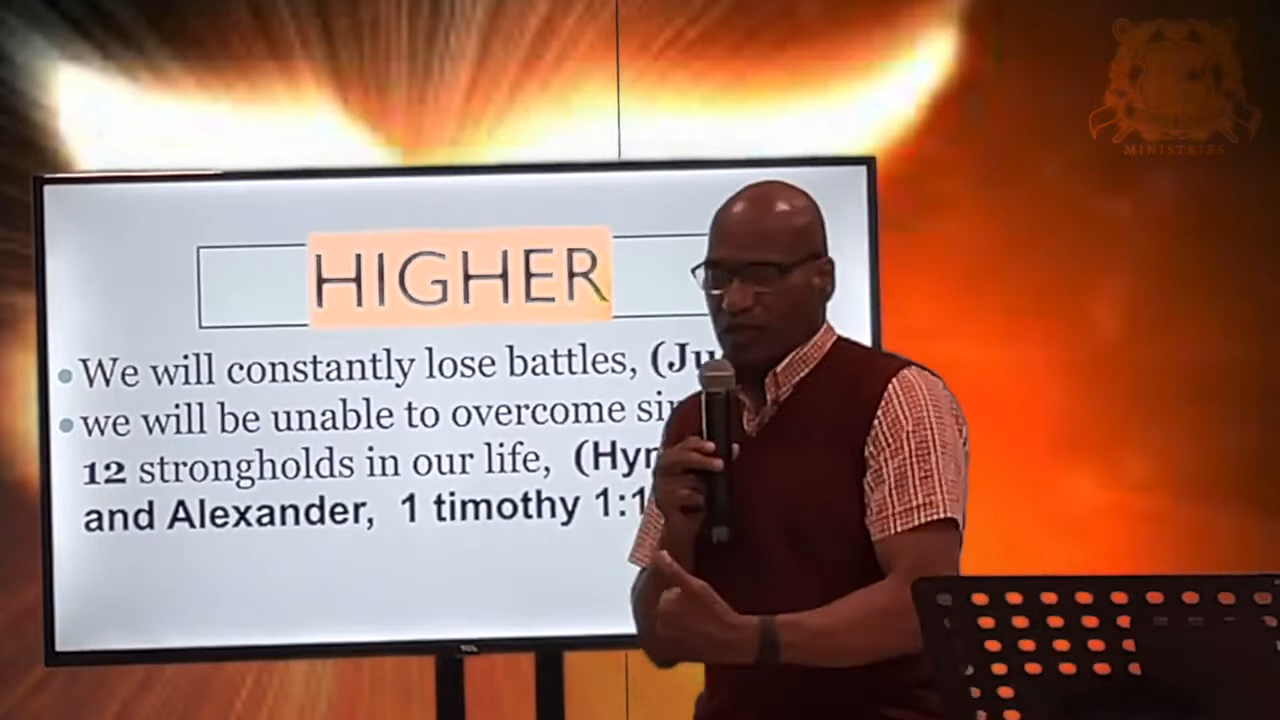 MINISTRIES
HIGHER
We will constantly lose battles, (Ju
we will be unable to overcome
12 strongholds in our life, (Hyr
and Alexander, 1 timothy 1:1